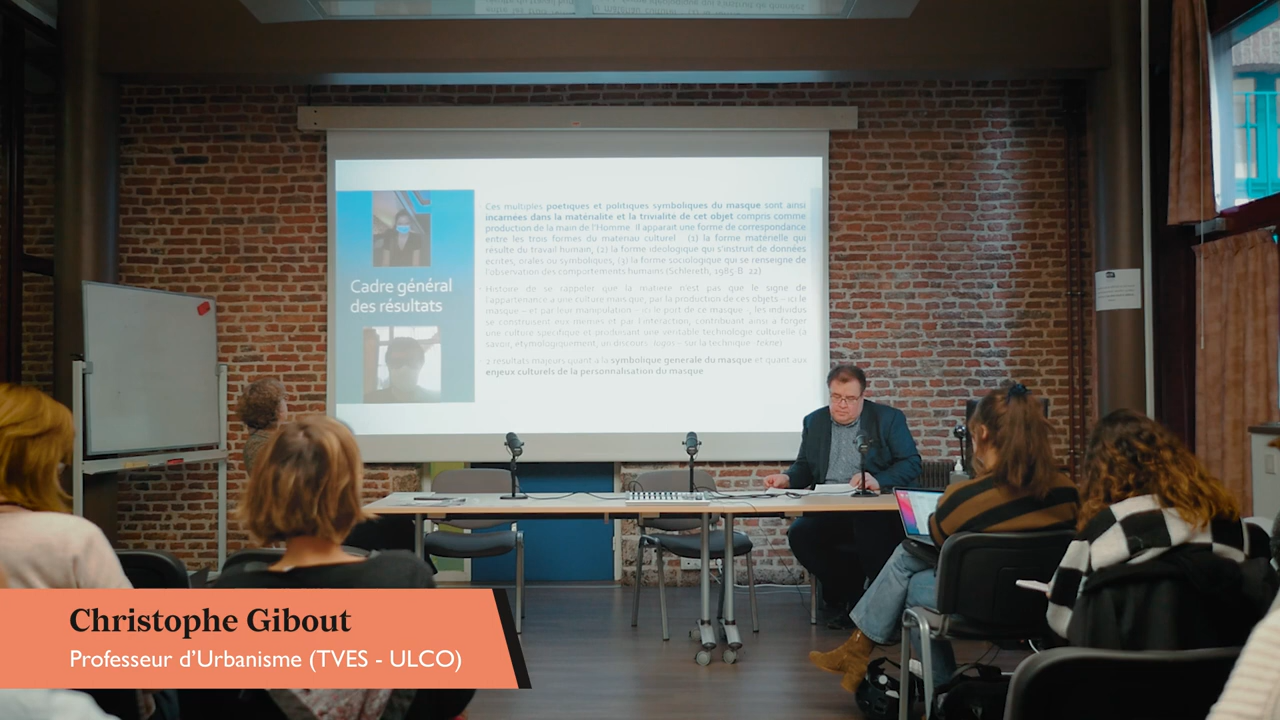 Cadre général
des résultats
Ces multiples poetiques et politiques symboliques du masque sont ainsi
incarnées dans la matérialité et la trivialité de cet objet compris comme
production de la main de l'Homme. Il apparait une forme de correspondance
entre les trois formes du materiau culturel (1) la forme matérielle qui
résulte du travail humain, (2) la forme idéologique qui s'instruit de données
écrites, orales ou symboliques, (3) la forme sociologique qui se renseigne de
l'observation des comportements humains (Schlereth, 1985 22)
Histoire de se rappeler que la matière n'est pas que le signe de
l'appartenance a une culture mais que, par la production de ces objets – ici le
masque – et par leur manipulation – ici le port de ce masque –, les individus
se construisent eux memes et par l'interaction, contribuant ainsi a forger
une culture specifique et produisant une veritable technologie culturelle (a
savoir, étymologiquement, un discours -logos – sur la technique -tekne)
2 résultats majeurs quant a la symbolique generale du masque et quant aux
enjeux culturels de la personnalisation du masque
Christophe Gibout
Professeur d'Urbanisme (TVES - ULCO)